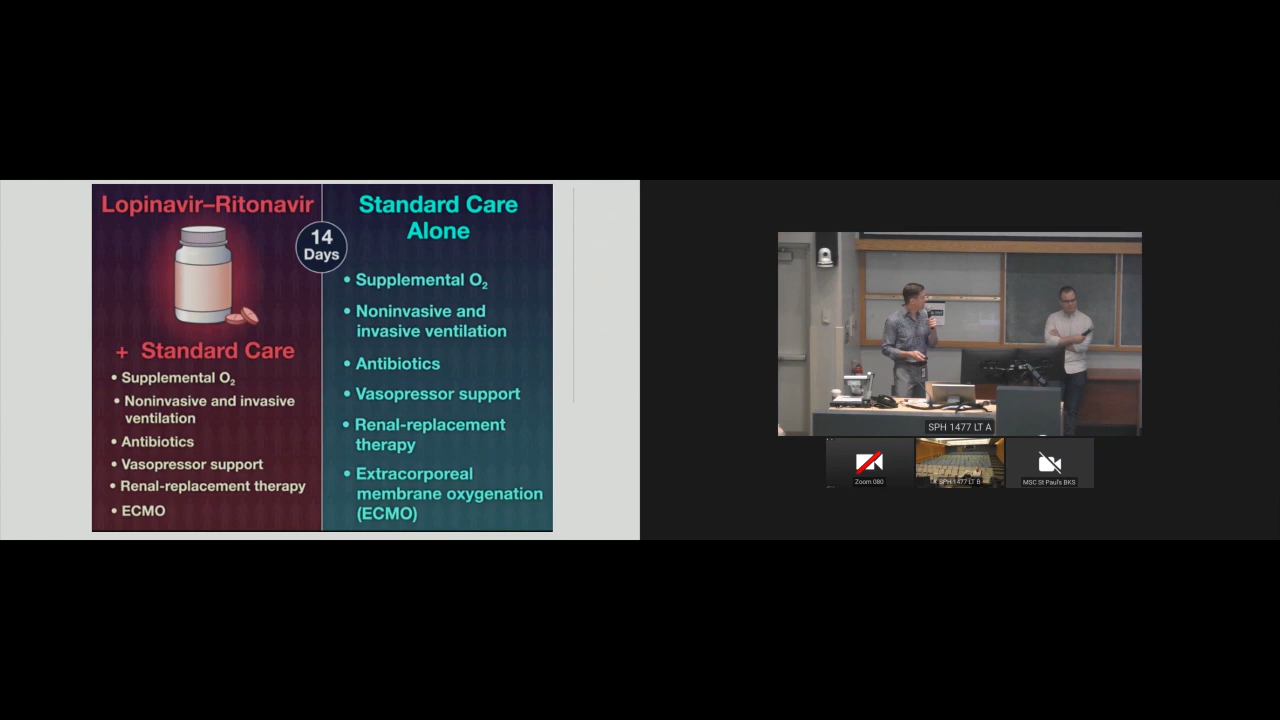 Lopinavir–Ritonavir
14
Days
+ Standard Care
• Supplemental O₂
• Noninvasive and invasive
ventilation
• Antibiotics
• Vasopressor support
• Renal-replacement therapy
• ECMO
Standard Care
Alone
• Supplemental O₂
• Noninvasive and
invasive ventilation
• Antibiotics
• Vasopressor support
• Renal-replacement
therapy
• Extracorporeal
membrane oxygenation
(ECMO)
SPH 1477 LT A
Zoom 080
SPH 1477 LT B
MSC St Paul's BKS